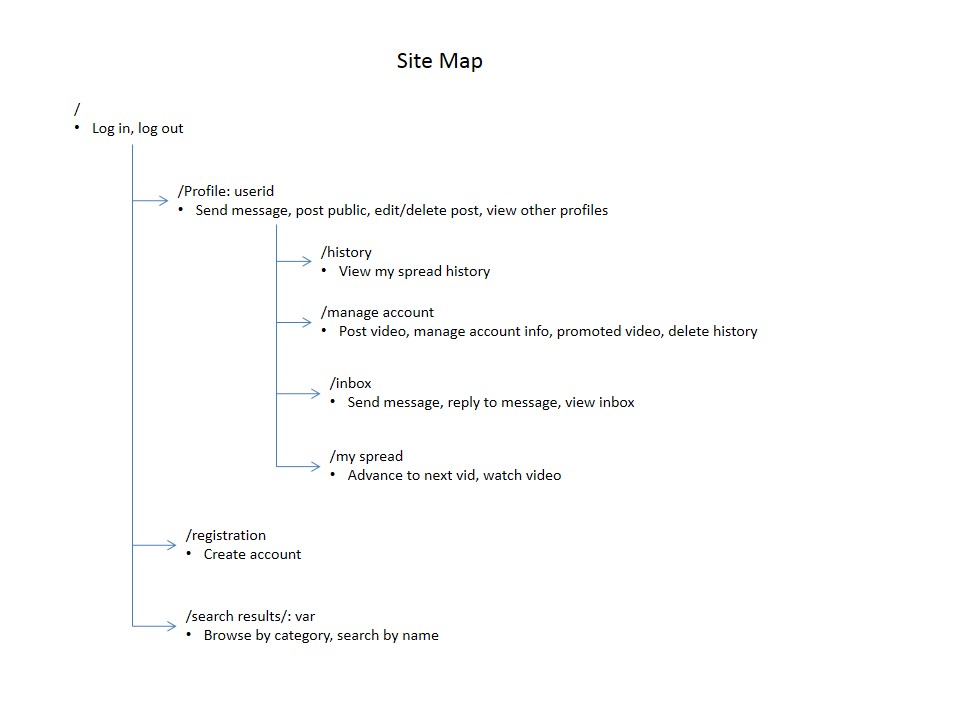 Site Map
/
• Log in, log out
/Profile: userid
• Send message, post public, edit/delete post, view other profiles
/history
• View my spread history
/manage account
• Post video, manage account info, promoted video, delete history
/inbox
• Send message, reply to message, view inbox
/my spread
• Advance to next vid, watch video
/registration
• Create account
/search results/: var
• Browse by category, search by name